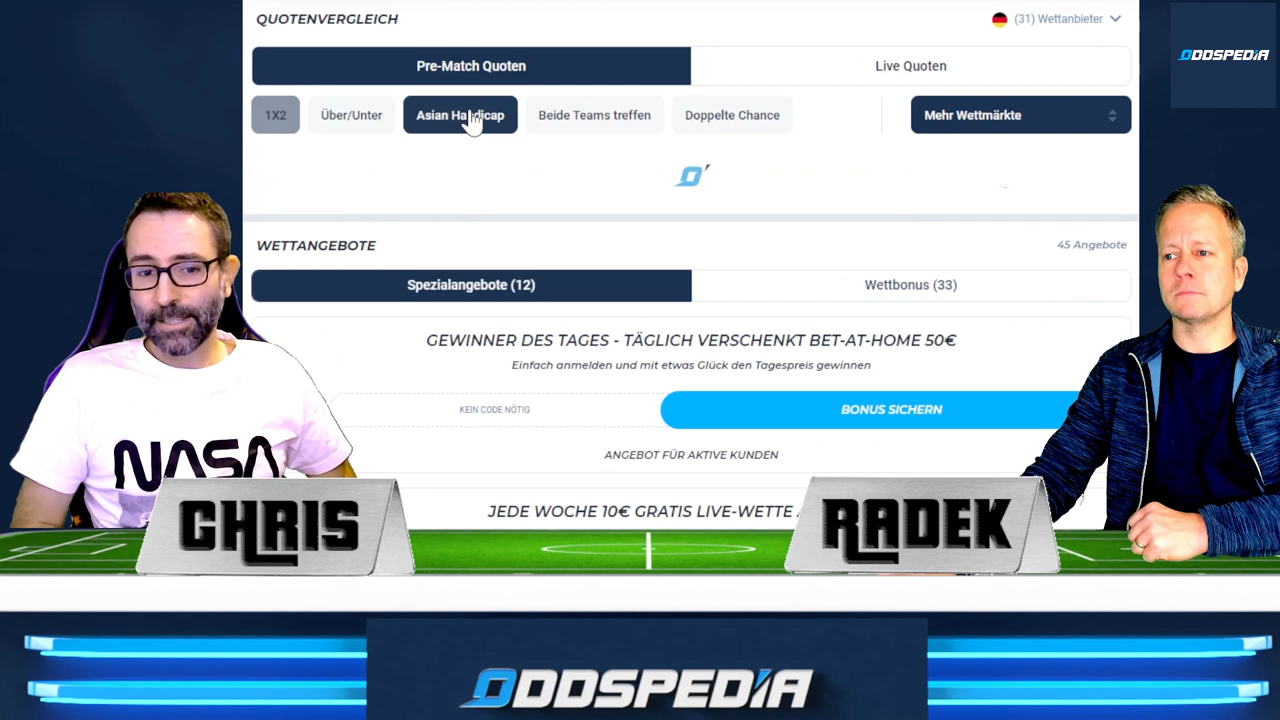 QUOTENVERGLEICH
(31) Wettanbieter
ODDSPEDIA
Pre-Match Quoten
Live Quoten
1X2
Über/Unter
Asian Handicap
Beide Teams treffen
Doppelte Chance
Mehr Wettmärkte
WETTANGEBOTE
45 Angebote
Spezialangebote (12)
Wettbonus (33)
GEWINNER DES TAGES - TÄGLICH VERSCHENKT BET-AT-HOME 50€
Einfach anmelden und mit etwas Glück den Tagespreis gewinnen
KEIN CODE NÖTIG
BONUS SICHERN
ANGEBOT FÜR AKTIVE KUNDEN
JEDE WOCHE 10€ GRATIS LIVE-WETTE
NASA
CHRIS
RADEK
ODDSPEDIA